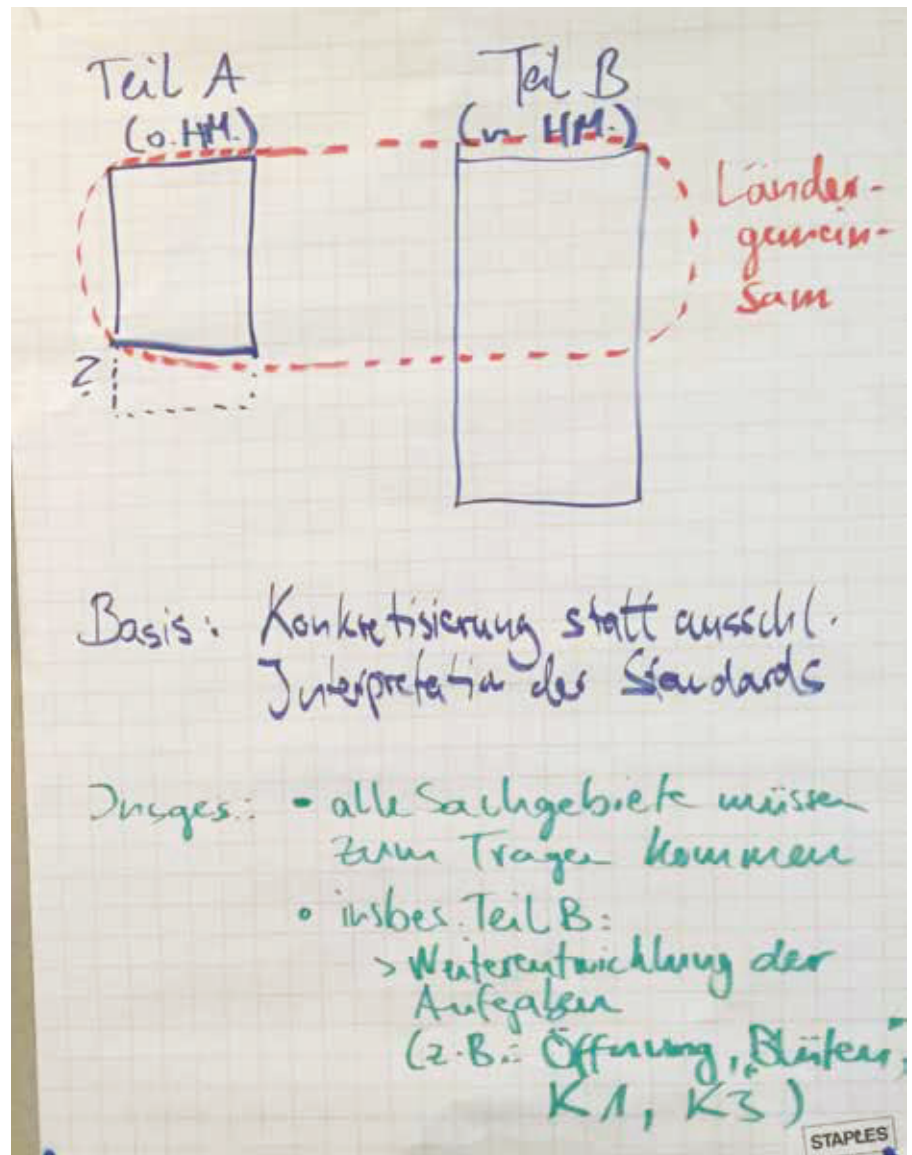 Teil A
(o. HM.)
Teil B
(m HM.)
Länder-
gemein-
sam
?
Basis: Konkretisierung statt ausschl.
Interpretation der Standards
Insges.: • alle Sachgebiete müssen
zum Tragen kommen
• insbes. Teil B:
> Weiterentwicklung der
Aufgaben
(z.B.: Öffnung, „Blüten",
K1, K3)
STAPLES